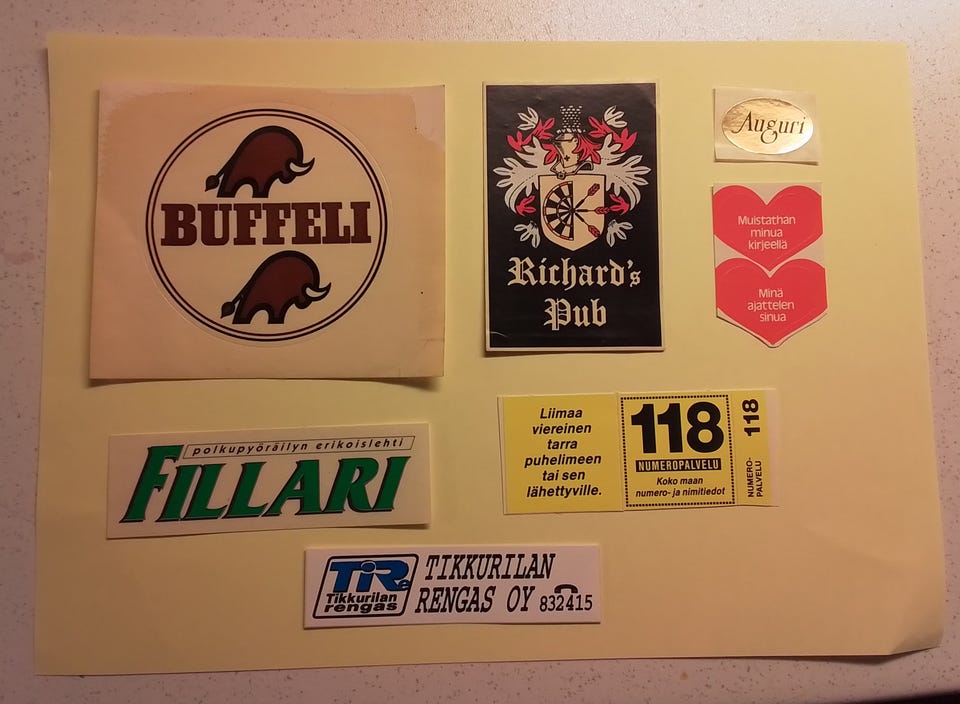 BUFFELI
Richard's
Pub
Auguri
Muistathan
minua
kirjeellä
Minä
ajattelen
sinua
polkupyöräilyn erikoislehti
FILLARI
Liimaa
viereinen
tarra
puhelimeen
tai sen
lähettyville.
118
NUMEROPALVELU
Koko maan
numero- ja nimitiedot
118
NUMERO-
PALVELU
TiRe
Tikkurilan
rengas
TIKKURILAN
RENGAS OY 832415